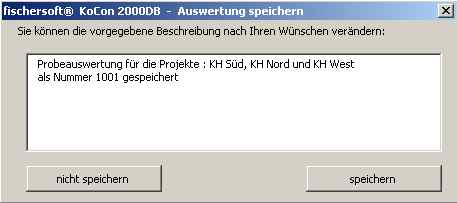 fischersoft® KoCon 2000DB - Auswertung speichern
Sie können die vorgegebene Beschreibung nach Ihren Wünschen verändern:
Probeauswertung für die Projekte : KH Süd, KH Nord und KH West
als Nummer 1001 gespeichert
nicht speichern
speichern